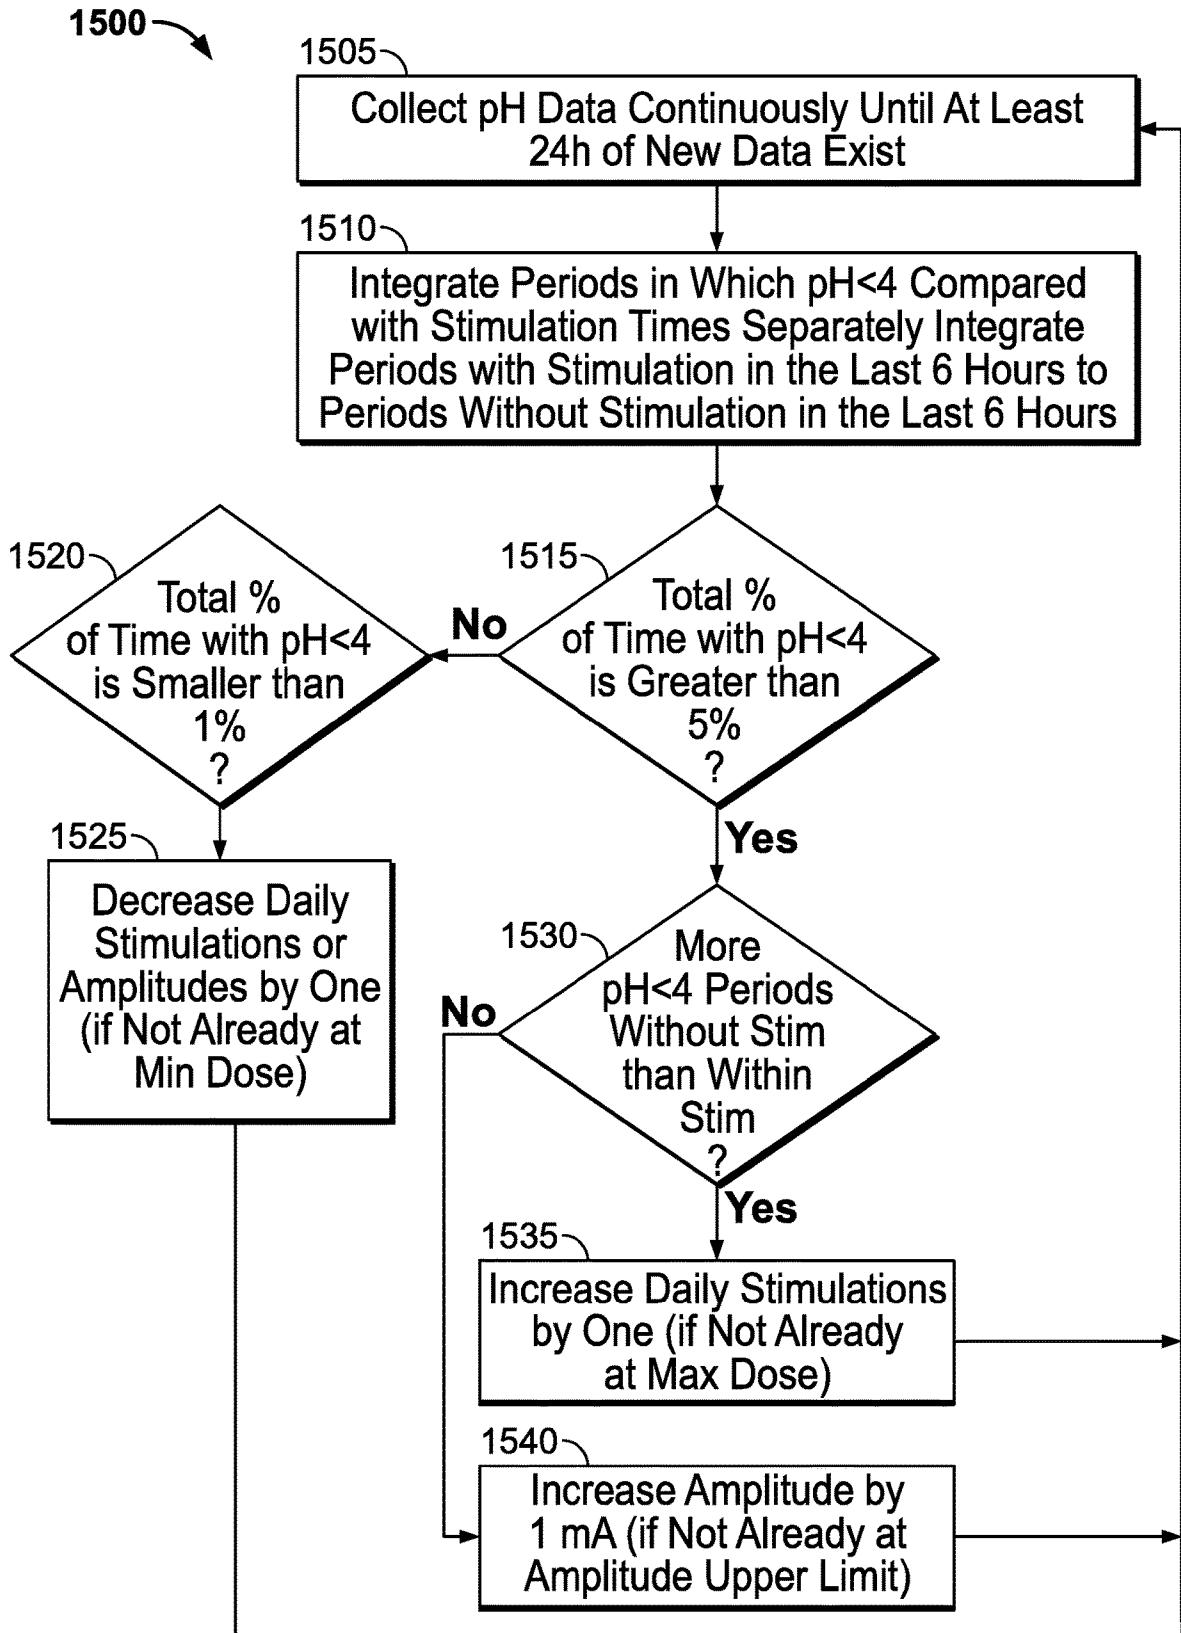 1500
1505
Collect pH Data Continuously Until At Least
24h of New Data Exist
1510
Integrate Periods in Which pH<4 Compared
with Stimulation Times Separately Integrate
Periods with Stimulation in the Last 6 Hours to
Periods Without Stimulation in the Last 6 Hours
1520
Total %
of Time with pH<4
is Smaller than
1%
?
No
1515
Total %
of Time with pH<4
is Greater than
5%
?
Yes
1525
Decrease Daily
Stimulations or
Amplitudes by One
(if Not Already at
Min Dose)
1530
More
pH<4 Periods
Without Stim
than Within
Stim
?
No
Yes
1535
Increase Daily Stimulations
by One (if Not Already
at Max Dose)
1540
Increase Amplitude by
1 mA (if Not Already at
Amplitude Upper Limit)